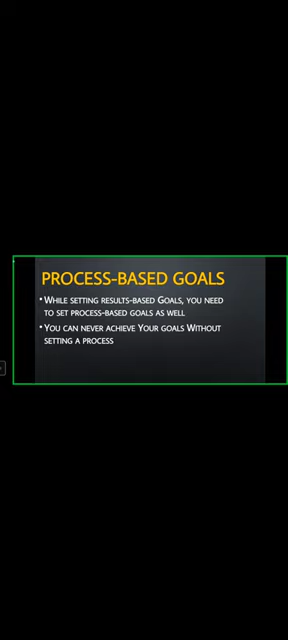 PROCESS-BASED GOALS
• WHILE SETTING RESULTS-BASED GOALS, YOU NEED
TO SET PROCESS-BASED GOALS AS WELL
• YOU CAN NEVER ACHIEVE YOUR GOALS WITHOUT
SETTING A PROCESS